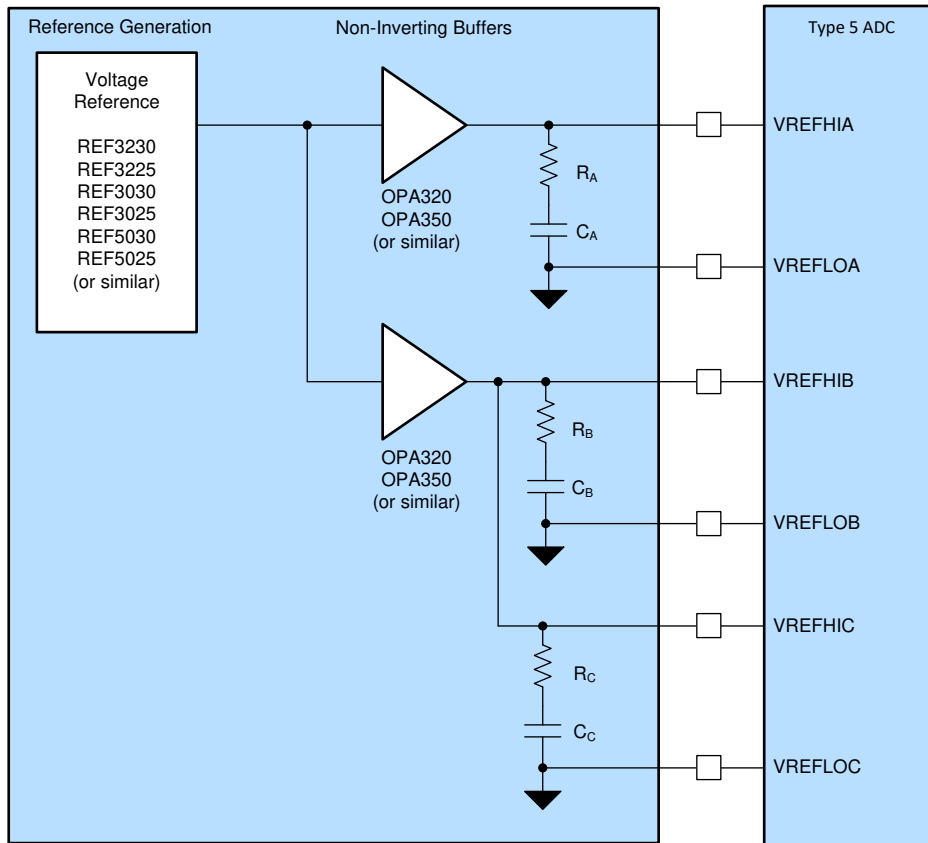 Reference Generation
Non-Inverting Buffers
Type 5 ADC
Voltage
Reference
REF3230
REF3225
REF3030
REF3025
REF5030
REF5025
(or similar)
OPA320
OPA350
(or similar)
RA
CA
VREFHIA
VREFLOA
OPA320
OPA350
(or similar)
RB
CB
VREFHIB
VREFLOB
RC
CC
VREFHIC
VREFLOC